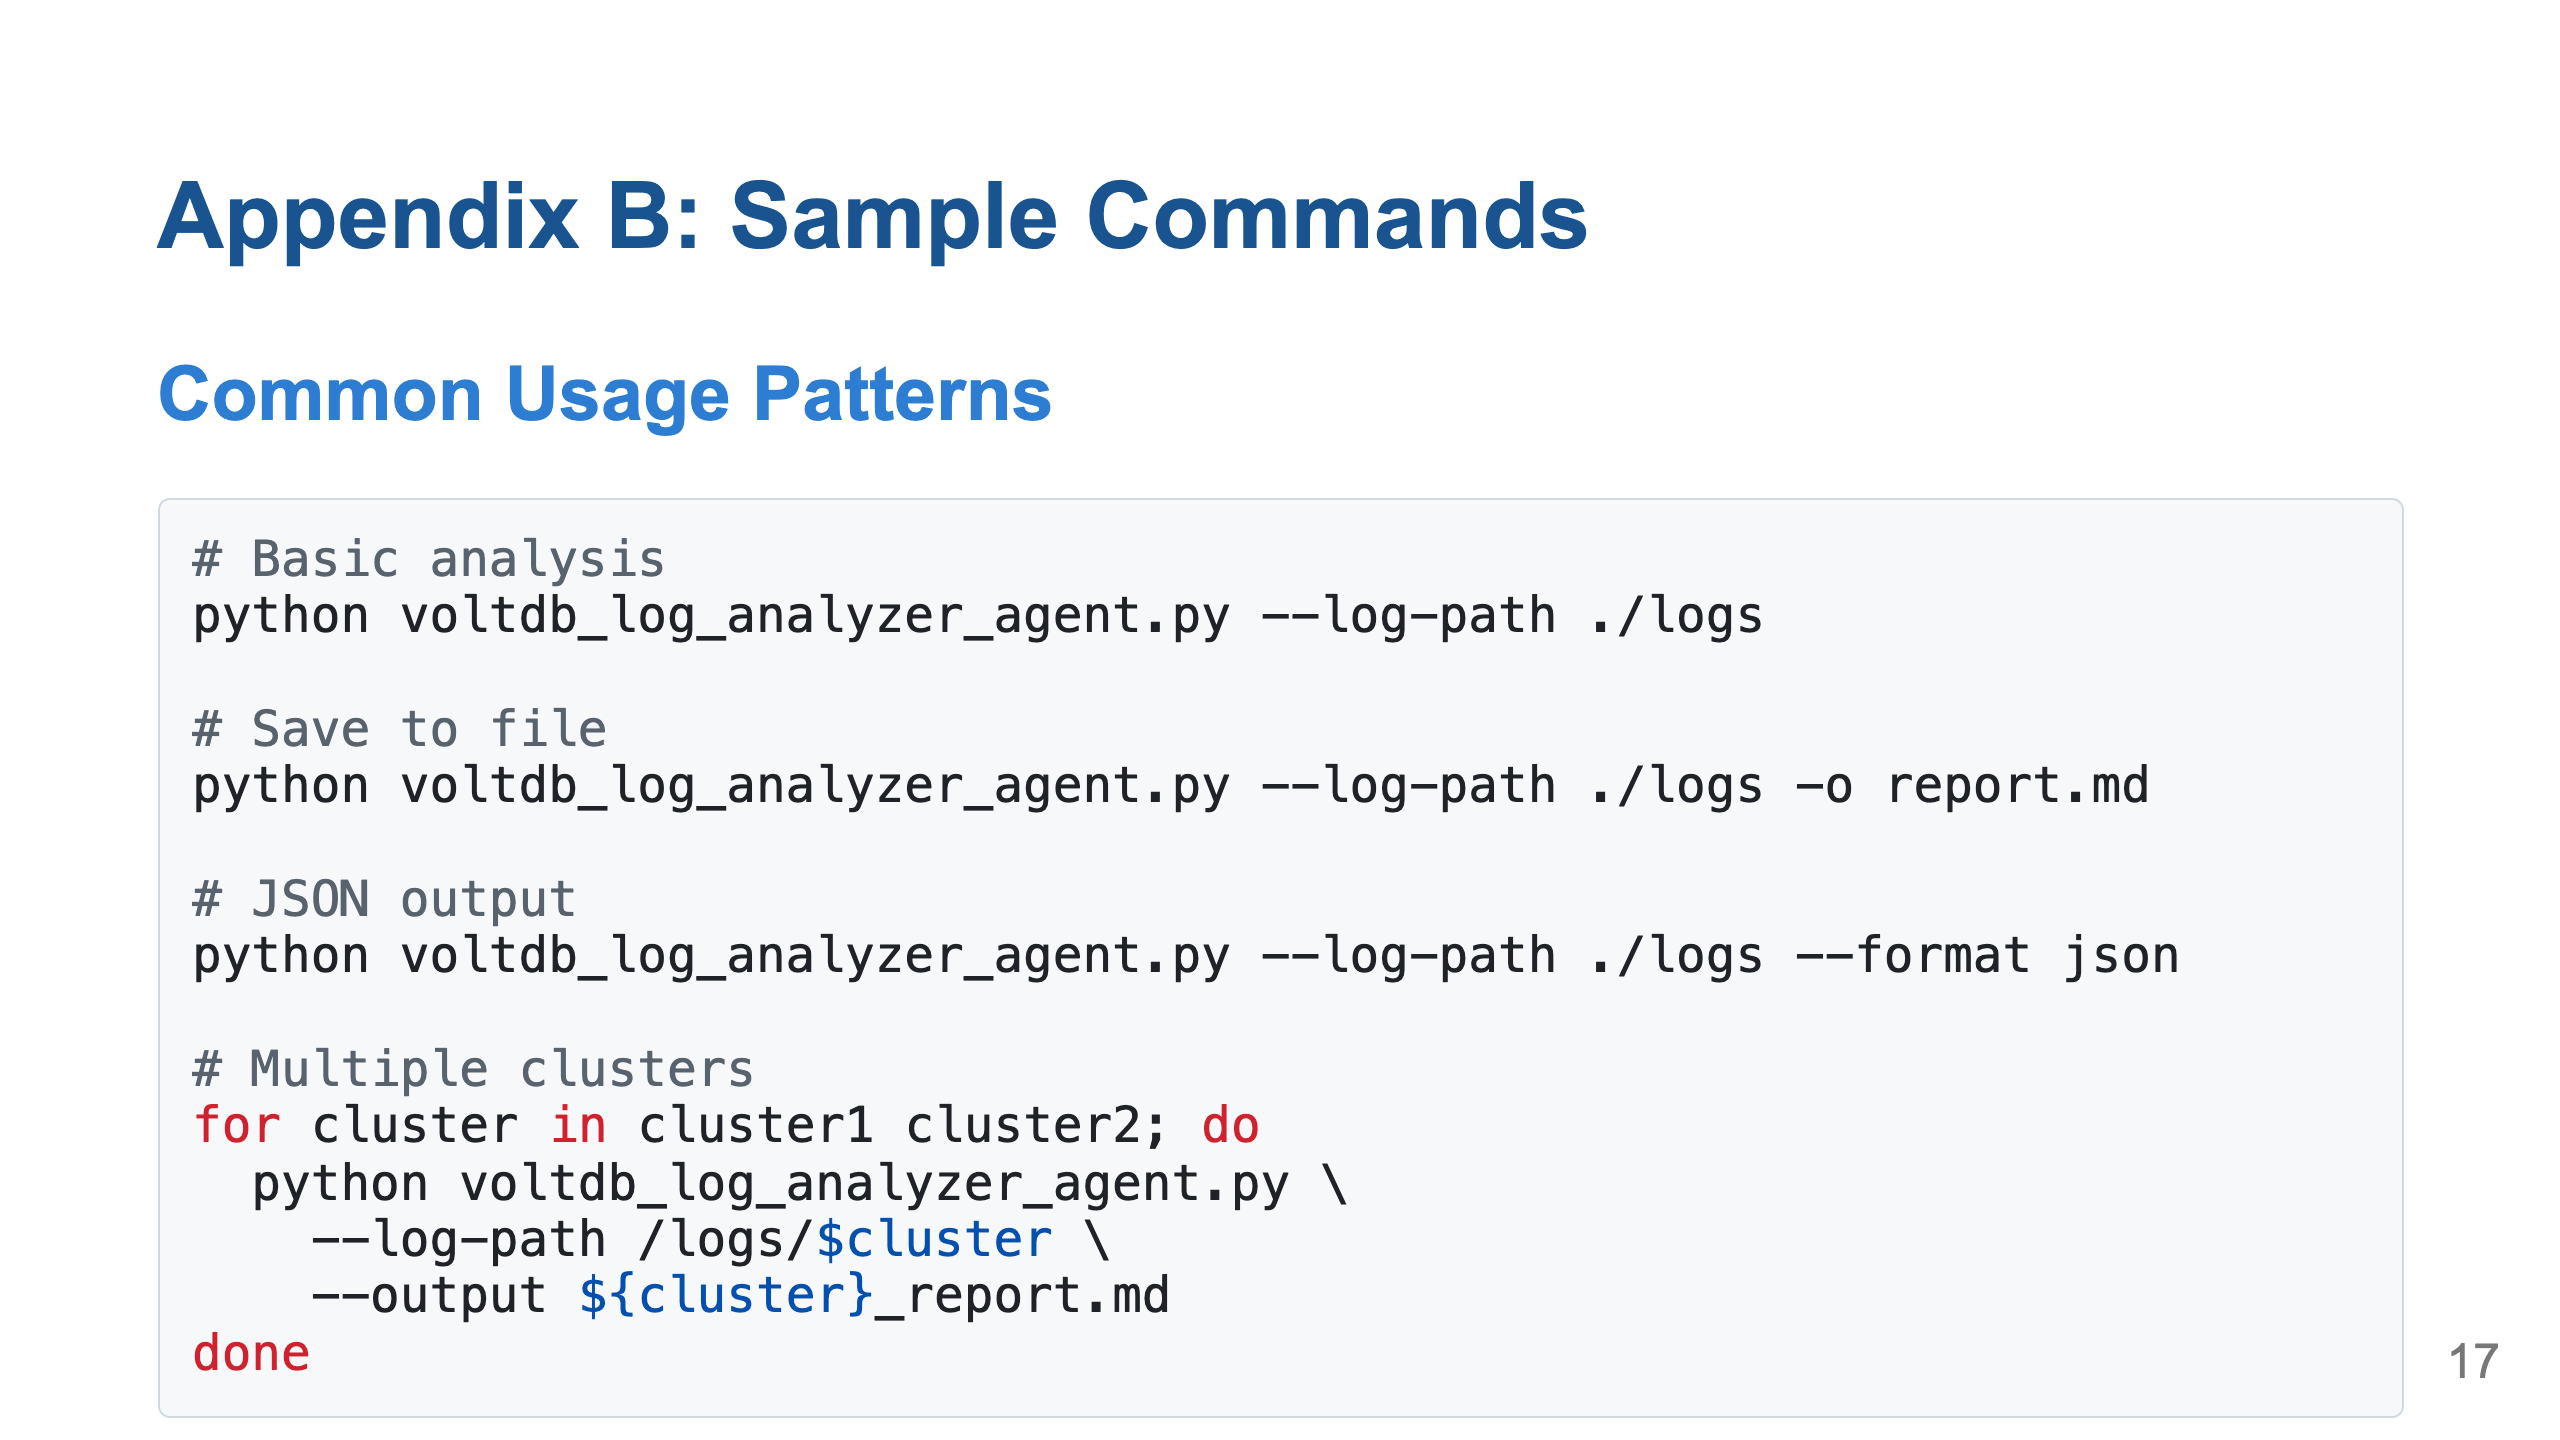 Appendix B: Sample Commands
Common Usage Patterns
# Basic analysis
python voltdb_log_analyzer_agent.py --log-path ./logs
# Save to file
python voltdb_log_analyzer_agent.py --log-path ./logs -o report.md
# JSON output
python voltdb_log_analyzer_agent.py --log-path ./logs --format json
# Multiple clusters
for cluster in cluster1 cluster2; do
  python voltdb_log_analyzer_agent.py \
    --log-path /logs/$cluster \
    --output ${cluster}_report.md
done
17